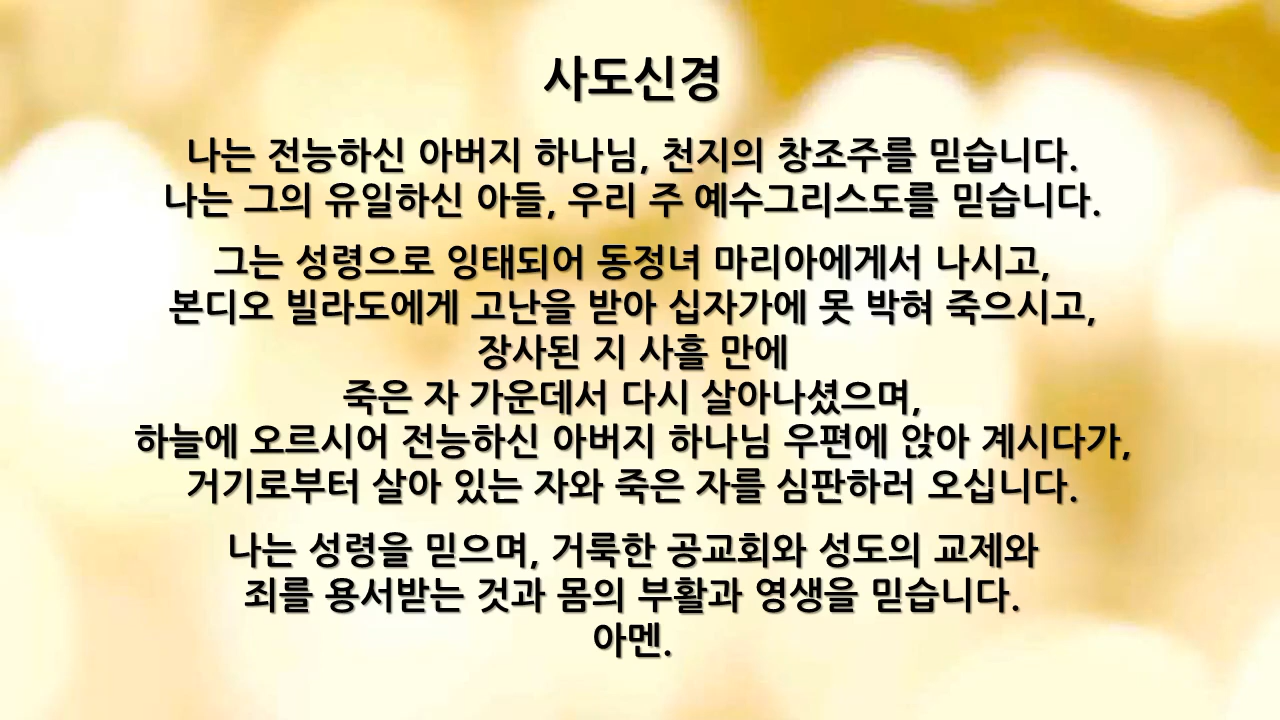 사도신경
나는 전능하신 아버지 하나님, 천지의 창조주를 믿습니다.
나는 그의 유일하신 아들, 우리 주 예수그리스도를 믿습니다.
그는 성령으로 잉태되어 동정녀 마리아에게서 나시고,
본디오 빌라도에게 고난을 받아 십자가에 못 박혀 죽으시고,
장사된 지 사흘 만에
죽은 자 가운데서 다시 살아나셨으며,
하늘에 오르시어 전능하신 아버지 하나님 우편에 앉아 계시다가,
거기로부터 살아 있는 자와 죽은 자를 심판하러 오십니다.
나는 성령을 믿으며, 거룩한 공교회와 성도의 교제와
죄를 용서받는 것과 몸의 부활과 영생을 믿습니다.
아멘.